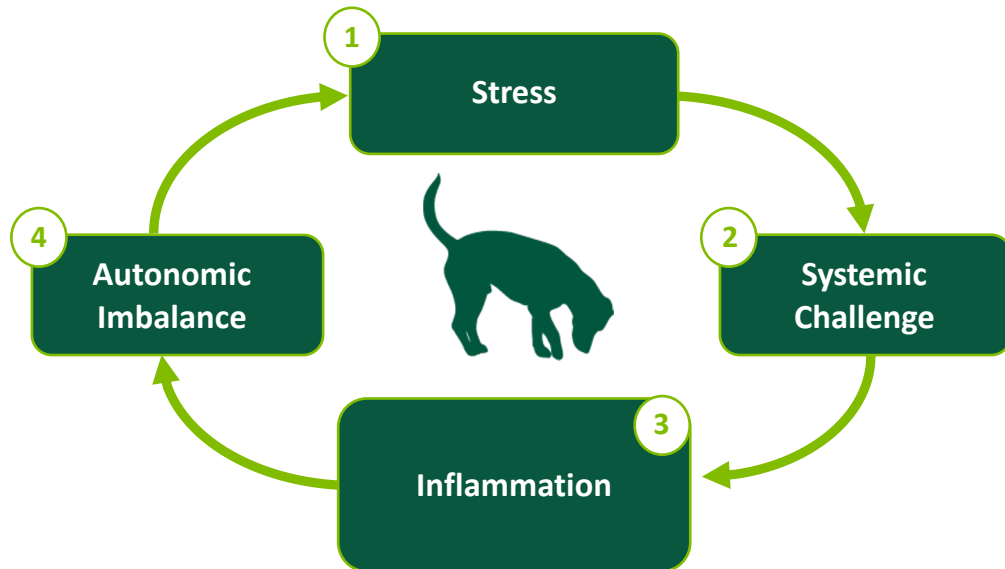 1
Stress
2
Systemic
Challenge
3
Inflammation
4
Autonomic
Imbalance